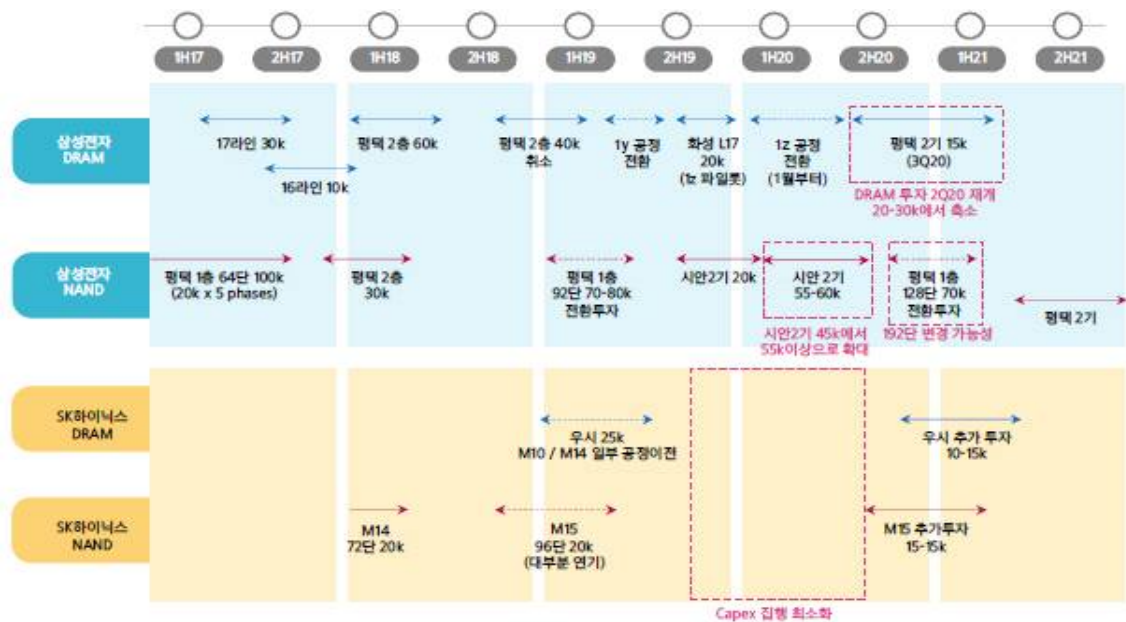 1H17 2H17 1H18 2H18 1H19 2H19 1H20 2H20 1H21 2H21
삼성전자
DRAM
17라인 30k
16라인 10k
평택 2층 60k
평택 2층 40k
취소
1y 공정
전환
화성 L17
20k
(1z 파일롯)
1z 공정
전환
(1월부터)
평택 2기 15k
(3Q20)
DRAM 투자 2Q20 재개
20-30k에서 축소
삼성전자
NAND
평택 1층 64단 100k
(20k x 5 phases)
평택 2층
30k
평택 1층
92단 70-80k
전환투자
시안2기 20k
시안 2기
55-60k
시안2기 45k에서
55k이상으로 확대
평택 1층
128단 70k
전환투자
192단 변경 가능성
평택 2기
SK하이닉스
DRAM
우시 25k
M10 / M14 일부 공정이전
우시 추가 투자
10-15k
SK하이닉스
NAND
M14
72단 20k
M15
96단 20k
(대부분 연기)
M15 추가투자
15-15k
Capex 집행 최소화